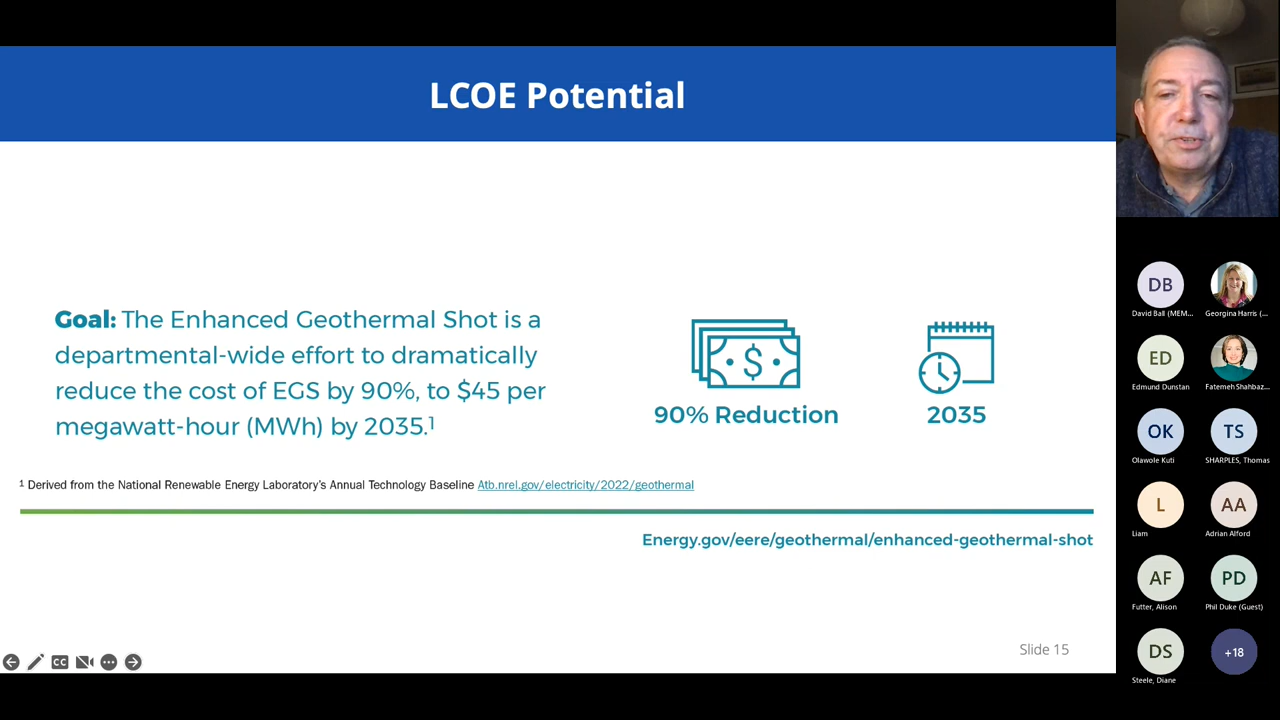 LCOE Potential
Goal: The Enhanced Geothermal Shot is a
departmental-wide effort to dramatically
reduce the cost of EGS by 90%, to $45 per
megawatt-hour (MWh) by 2035.¹
$
90% Reduction
2035
¹ Derived from the National Renewable Energy Laboratory’s Annual Technology Baseline Atb.nrel.gov/electricity/2022/geothermal
Energy.gov/eere/geothermal/enhanced-geothermal-shot
Slide 15
CC
DB
David Ball (MEM...
Georgina Harris (...
ED
Edmund Dunstan
Fatemeh Shahbaz...
OK
Olawole Kuti
TS
SHARPLES, Thomas
L
Liam
AA
Adrian Alford
AF
Futter, Alison
PD
Phil Duke (Guest)
DS
Steele, Diane
+18